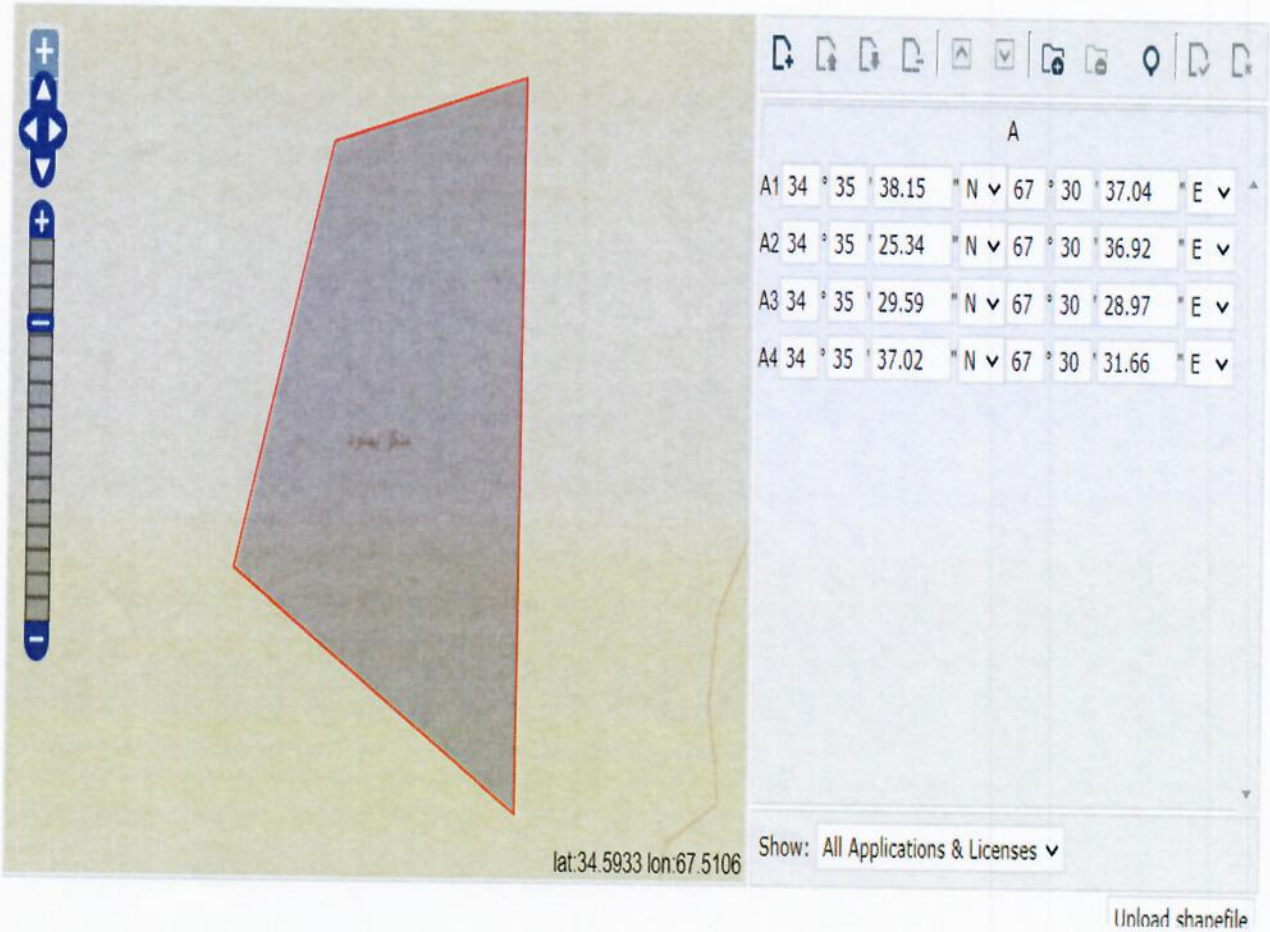 A
A1 34 ° 35 ' 38.15 " N 67 ° 30 ' 37.04 " E
A2 34 ° 35 ' 25.34 " N 67 ° 30 ' 36.92 " E
A3 34 ° 35 ' 29.59 " N 67 ° 30 ' 28.97 " E
A4 34 ° 35 ' 37.02 " N 67 ° 30 ' 31.66 " E
lat:34.5933 lon:67.5106
Show: All Applications & Licenses
Upload shapefile